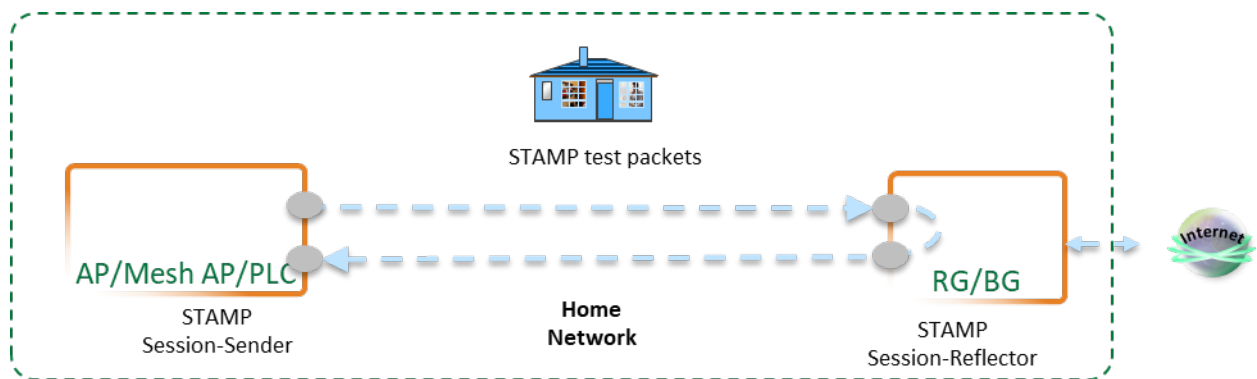 STAMP test packets
AP/Mesh AP/PLC
STAMP
Session-Sender
Home
Network
RG/BG
STAMP
Session-Reflector
Internet